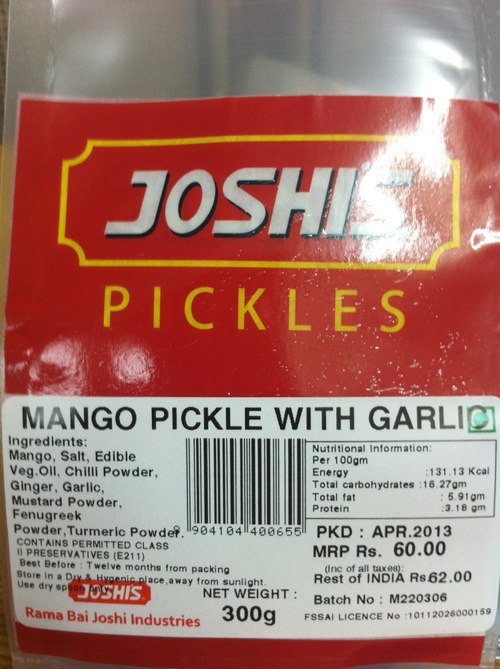 JOSHI'S
PICKLES
MANGO PICKLE WITH GARLIC
Ingredients:
Mango, Salt, Edible
Veg.Oil, Chilli Powder,
Ginger, Garlic,
Mustard Powder,
Fenugreek
Powder,Turmeric Powder.
CONTAINS PERMITTED CLASS
II PRESERVATIVES (E211)
Best Before : Twelve months from packing
Store in a Dry & Hygenic place,away from sunlight.
Use dry spoon only.
JOSHI'S
Rama Bai Joshi Industries
8 904104 400655
NET WEIGHT :
300g
Nutritional Information:
Per 100gm
Energy :131.13 Kcal
Total carbohydrates :16.27gm
Total fat : 5.91gm
Protein :3.18 gm
PKD : APR.2013
MRP Rs. 60.00
(Inc of all taxes):
Rest of INDIA Rs62.00
Batch No : M220306
FSSAI LICENCE No :10112026000159